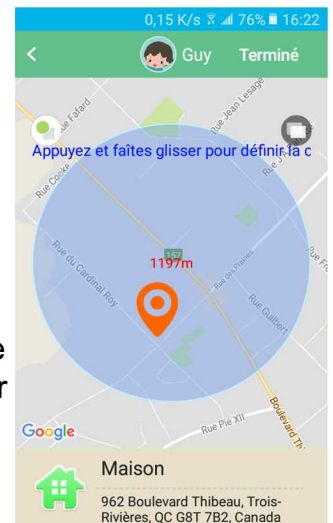 0,15 K/s 76% 16:22
Guy Terminé
Rue Fafard
Rue Jean Lesage
Appuyez et faîtes glisser pour définir la c
Rue Cooke
157
1197m
Rue du Cardinal Roy
Rue des Prairies
Rue Guilbert
Rue Pie XII
Boulevard Th
Google
e
r
Maison
962 Boulevard Thibeau, Trois-
Rivières, QC G8T 7B2, Canada